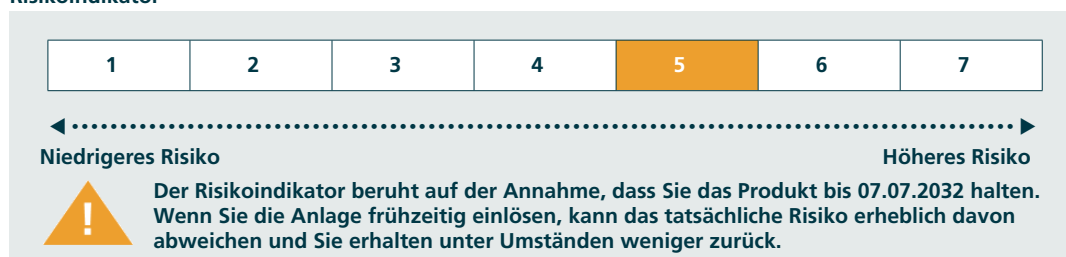 1 2 3 4 5 6 7
Niedrigeres Risiko Höheres Risiko
Der Risikoindikator beruht auf der Annahme, dass Sie das Produkt bis 07.07.2032 halten.
! Wenn Sie die Anlage frühzeitig einlösen, kann das tatsächliche Risiko erheblich davon
abweichen und Sie erhalten unter Umständen weniger zurück.